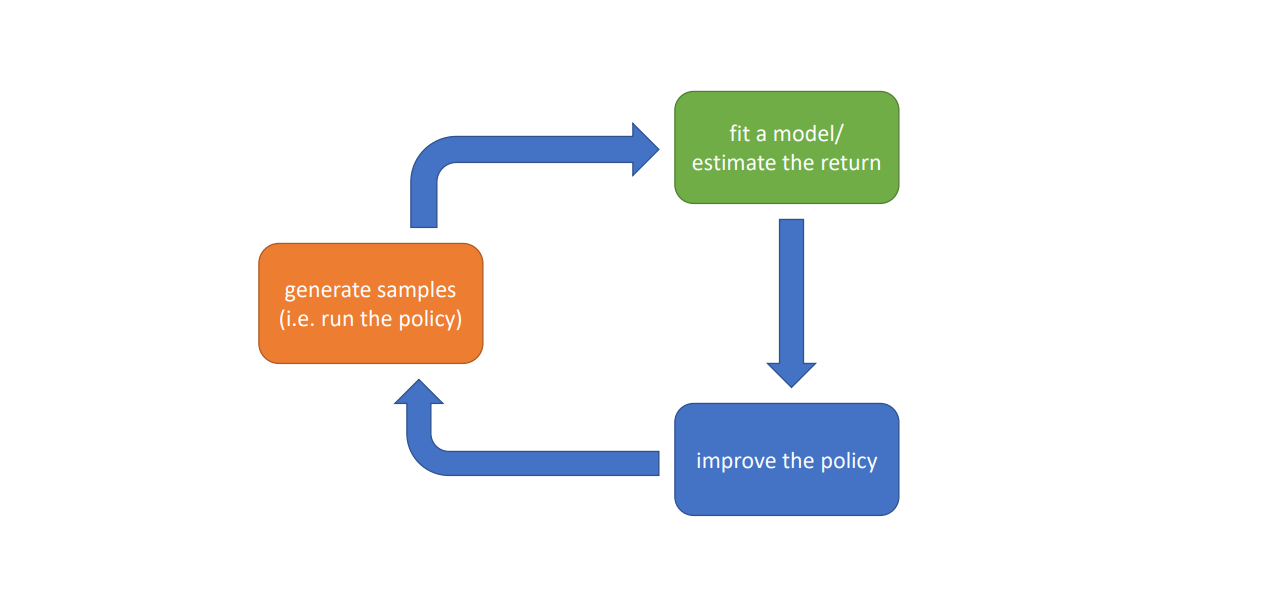 fit a model/
estimate the return
generate samples
(i.e. run the policy)
improve the policy